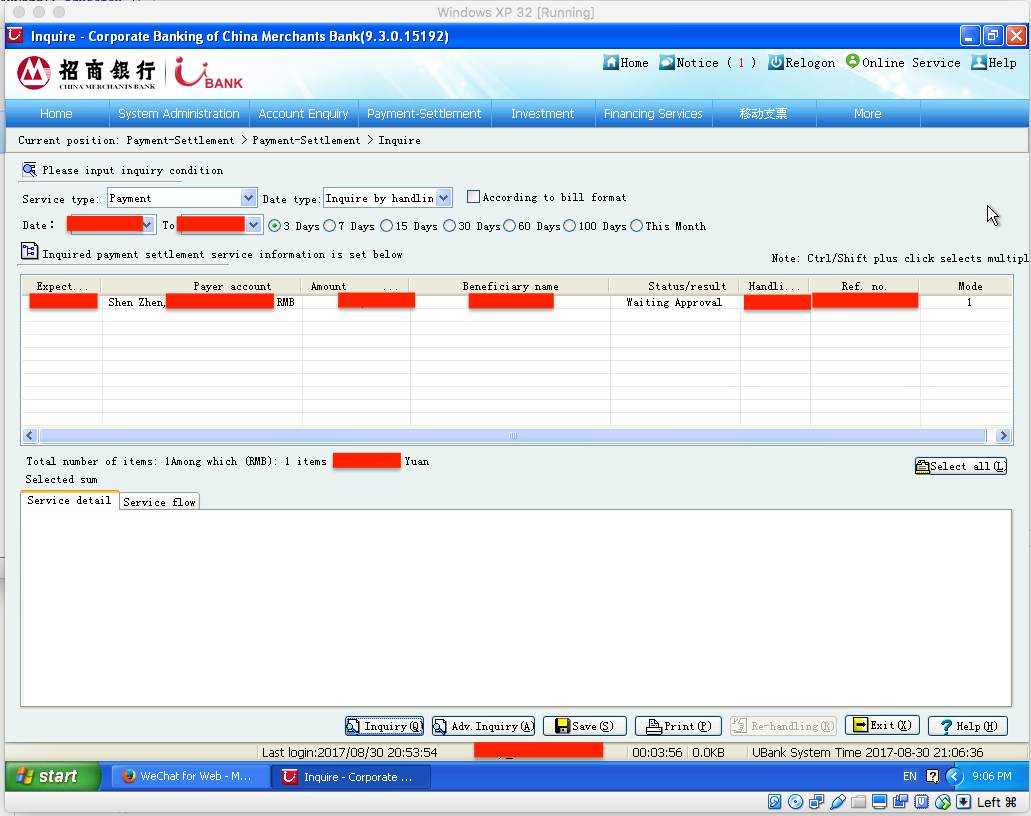 Windows XP 32 [Running]
Inquire - Corporate Banking of China Merchants Bank(9.3.0.15192)
招商银行
CHINA MERCHANTS BANK
U BANK
Home Notice ( 1 ) Relogon Online Service Help
Home System Administration Account Enquiry Payment-Settlement Investment Financing Services 移动支票 More
Current position: Payment-Settlement > Payment-Settlement > Inquire
Please input inquiry condition
Service type: Payment Date type: Inquire by handlin According to bill format
Date: To 3 Days 7 Days 15 Days 30 Days 60 Days 100 Days This Month
Inquired payment settlement service information is set below
Note: Ctrl/Shift plus click selects multipl
Expect... Payer account Amount ... Beneficiary name Status/result Handli... Ref. no. Mode
Shen Zhen, RMB Waiting Approval 1
Total number of items: 1Among which (RMB): 1 items Yuan
Selected sum
Select all(L
Service detail Service flow
Inquiry(Q) Adv. Inquiry(A) Save(S) Print(P) Re-handling(R) Exit(X) Help(H)
Last login:2017/08/30 20:53:54 00:03:56 0.0KB UBank System Time 2017-08-30 21:06:36
start WeChat for Web - M... Inquire - Corporate ... EN 9:06 PM
Left ⌘